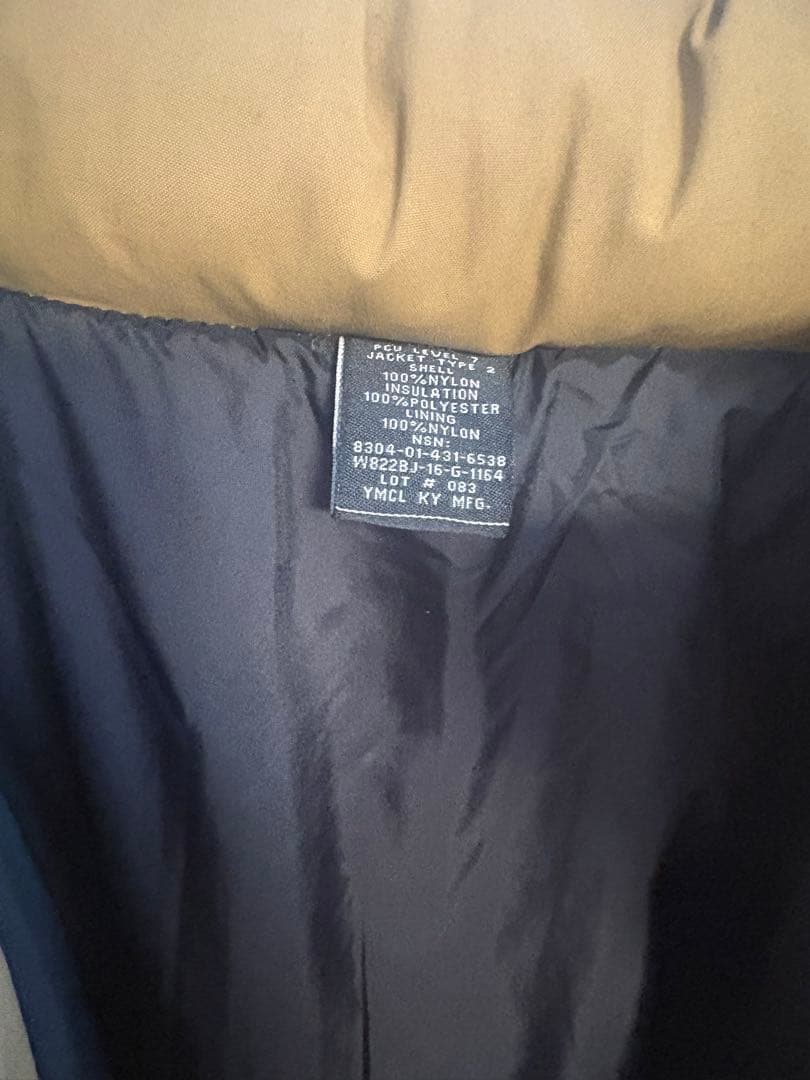 PCU LEVEL 7
JACKET TYPE 2
SHELL
100%NYLON
INSULATION
100%POLYESTER
LINING
100%NYLON
NSN:
8304-01-431-6538
W822BJ-16-G-1164
LOT # 083
YMCL KY MFG.